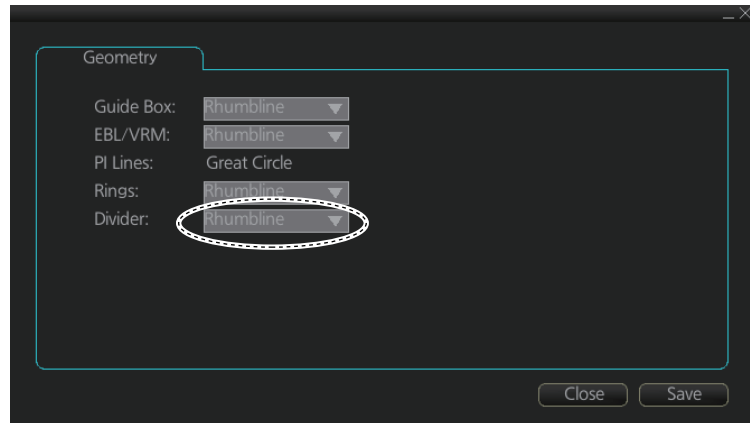 Geometry
Guide Box: Rhumbline
EBL/VRM: Rhumbline
PI Lines: Great Circle
Rings: Rhumbline
Divider: Rhumbline
Close Save